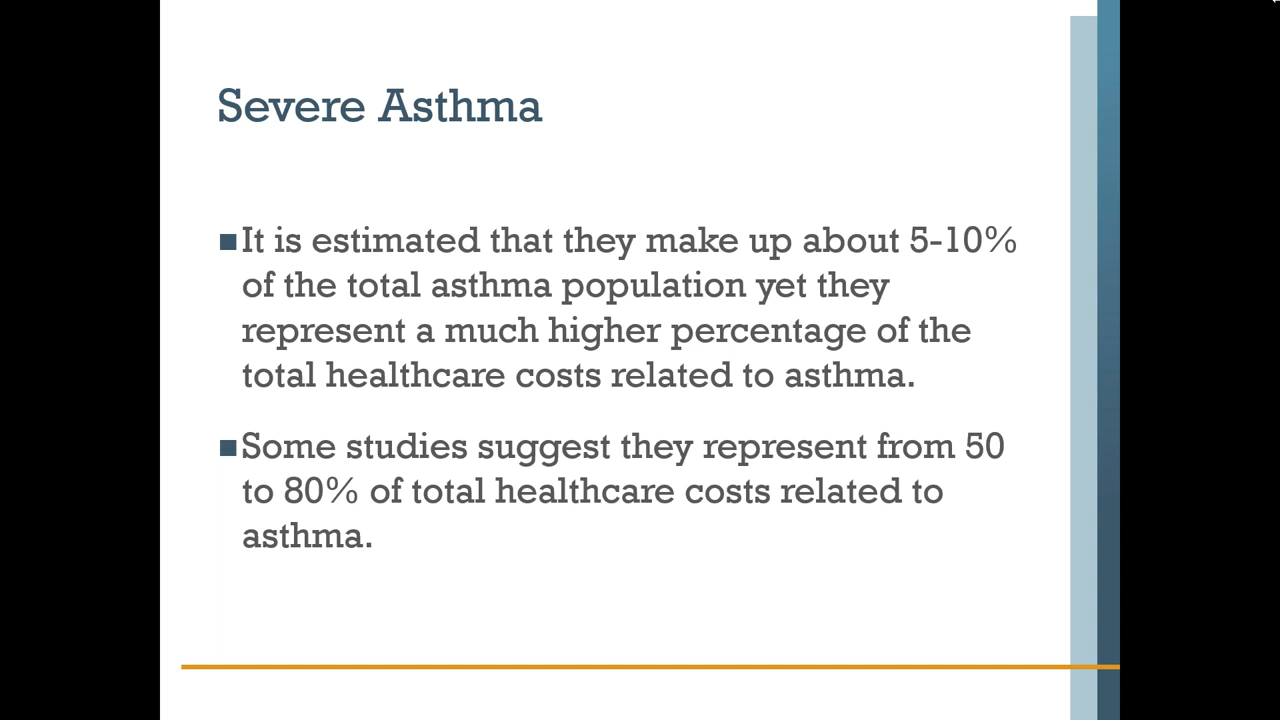 Severe Asthma
■It is estimated that they make up about 5-10%
of the total asthma population yet they
represent a much higher percentage of the
total healthcare costs related to asthma.
■Some studies suggest they represent from 50
to 80% of total healthcare costs related to
asthma.